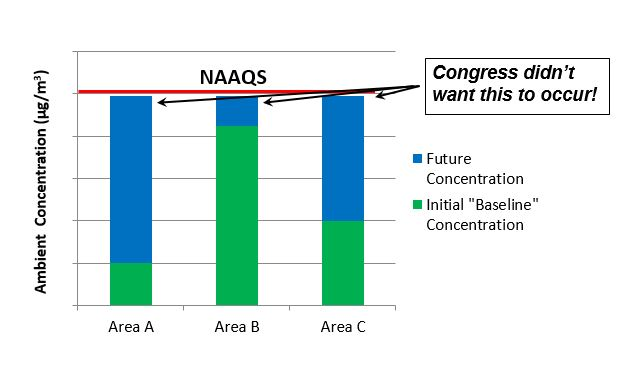 NAAQS
Congress didn't
want this to occur!
Ambient Concentration (µg/m³)
Future
Concentration
Initial "Baseline"
Concentration
Area A
Area B
Area C